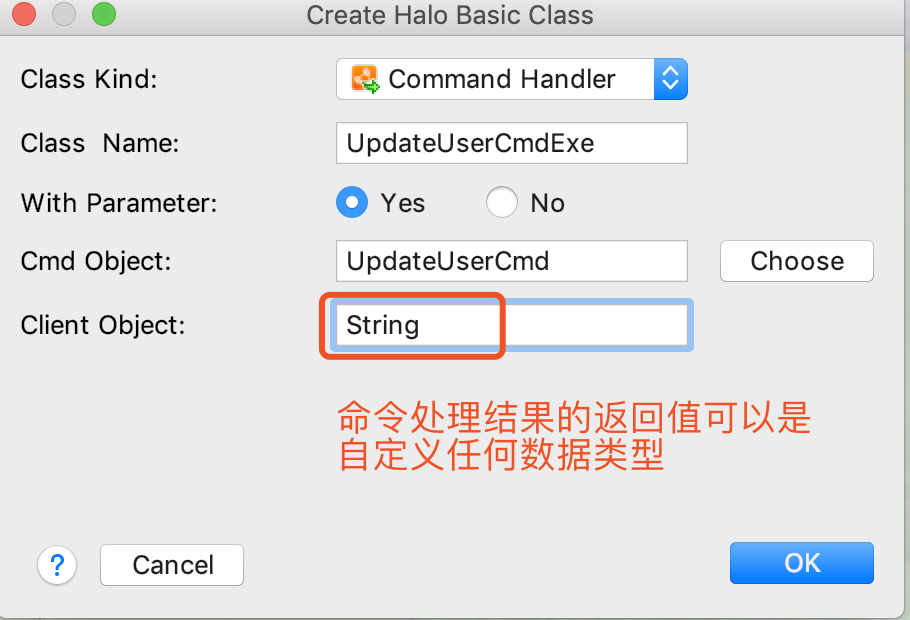 Create Halo Basic Class
Class Kind: Command Handler
Class Name: UpdateUserCmdExe
With Parameter: Yes No
Cmd Object: UpdateUserCmd Choose
Client Object: String
命令处理结果的返回值可以是
自定义任何数据类型
? Cancel OK